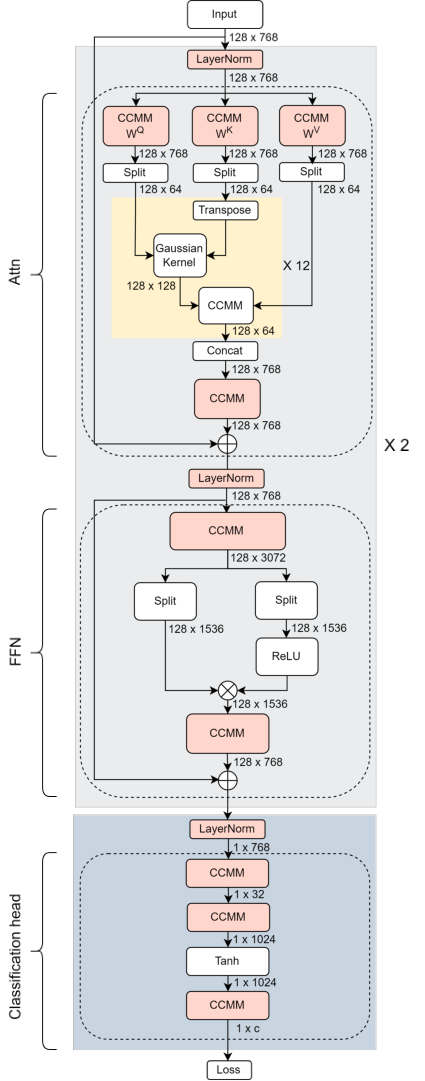 Input
128 x 768
LayerNorm
128 x 768
CCMM
W^Q
CCMM
W^K
CCMM
W^V
128 x 768
128 x 768
128 x 768
Split
Split
Split
128 x 64
128 x 64
128 x 64
Transpose
Gaussian
Kernel
X 12
128 x 128
CCMM
128 x 64
Concat
128 x 768
CCMM
128 x 768
Attn
X 2
LayerNorm
128 x 768
CCMM
128 x 3072
Split
Split
128 x 1536
128 x 1536
ReLU
128 x 1536
CCMM
128 x 768
FFN
LayerNorm
1 x 768
CCMM
1 x 32
CCMM
1 x 1024
Tanh
1 x 1024
CCMM
1 x c
Classification head
Loss